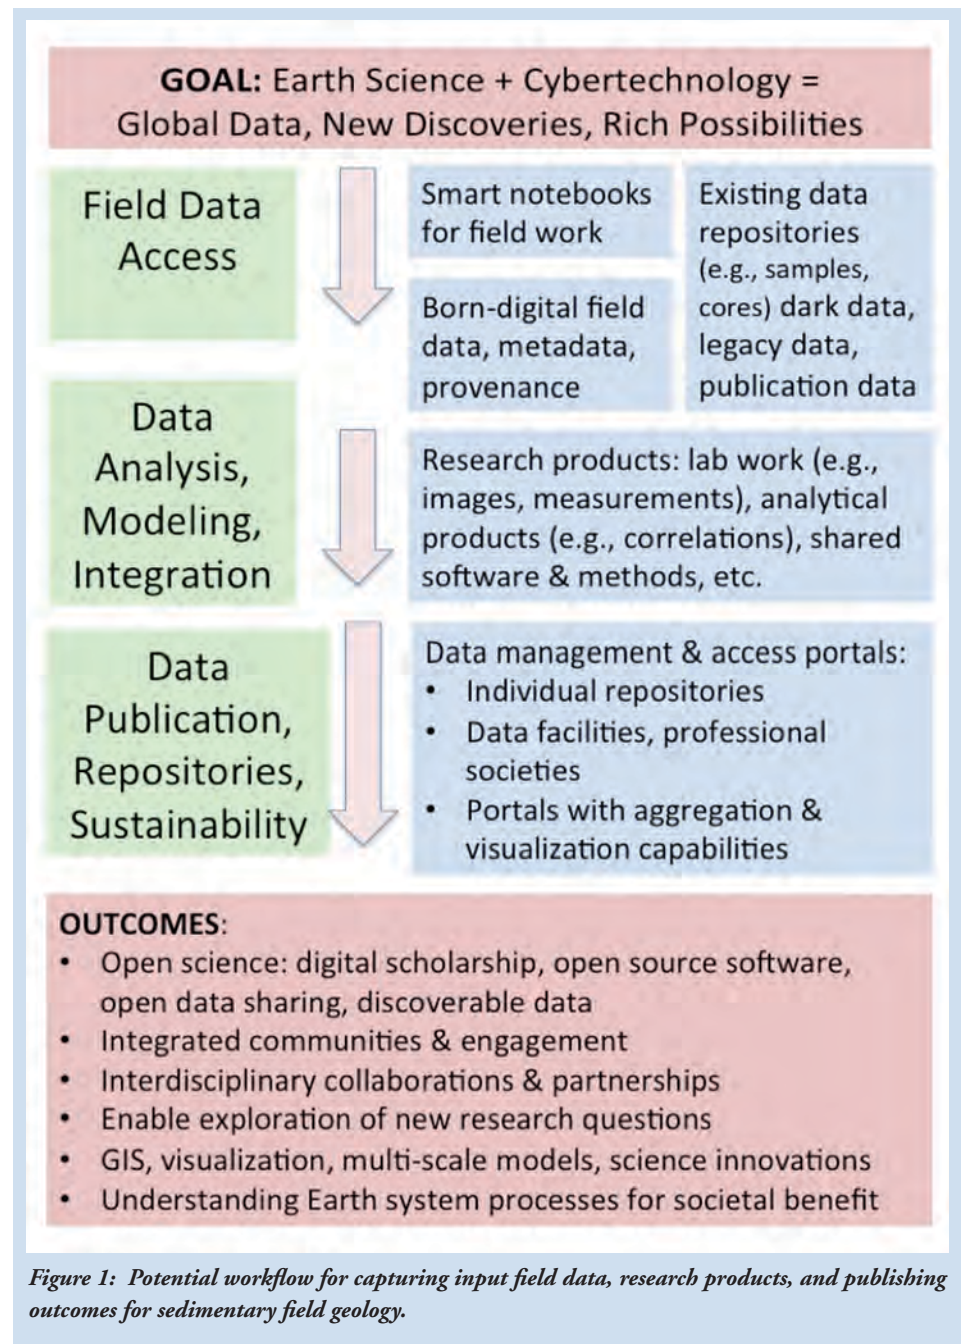 GOAL: Earth Science + Cybertechnology =
Global Data, New Discoveries, Rich Possibilities
Field Data
Access
Smart notebooks
for field work
Born-digital field
data, metadata,
provenance
Existing data
repositories
(e.g., samples,
cores) dark data,
legacy data,
publication data
Data
Analysis,
Modeling,
Integration
Research products: lab work (e.g.,
images, measurements), analytical
products (e.g., correlations), shared
software & methods, etc.
Data
Publication,
Repositories,
Sustainability
Data management & access portals:
• Individual repositories
• Data facilities, professional
societies
• Portals with aggregation &
visualization capabilities
OUTCOMES:
• Open science: digital scholarship, open source software,
open data sharing, discoverable data
• Integrated communities & engagement
• Interdisciplinary collaborations & partnerships
• Enable exploration of new research questions
• GIS, visualization, multi-scale models, science innovations
• Understanding Earth system processes for societal benefit
Figure 1: Potential workflow for capturing input field data, research products, and publishing
outcomes for sedimentary field geology.